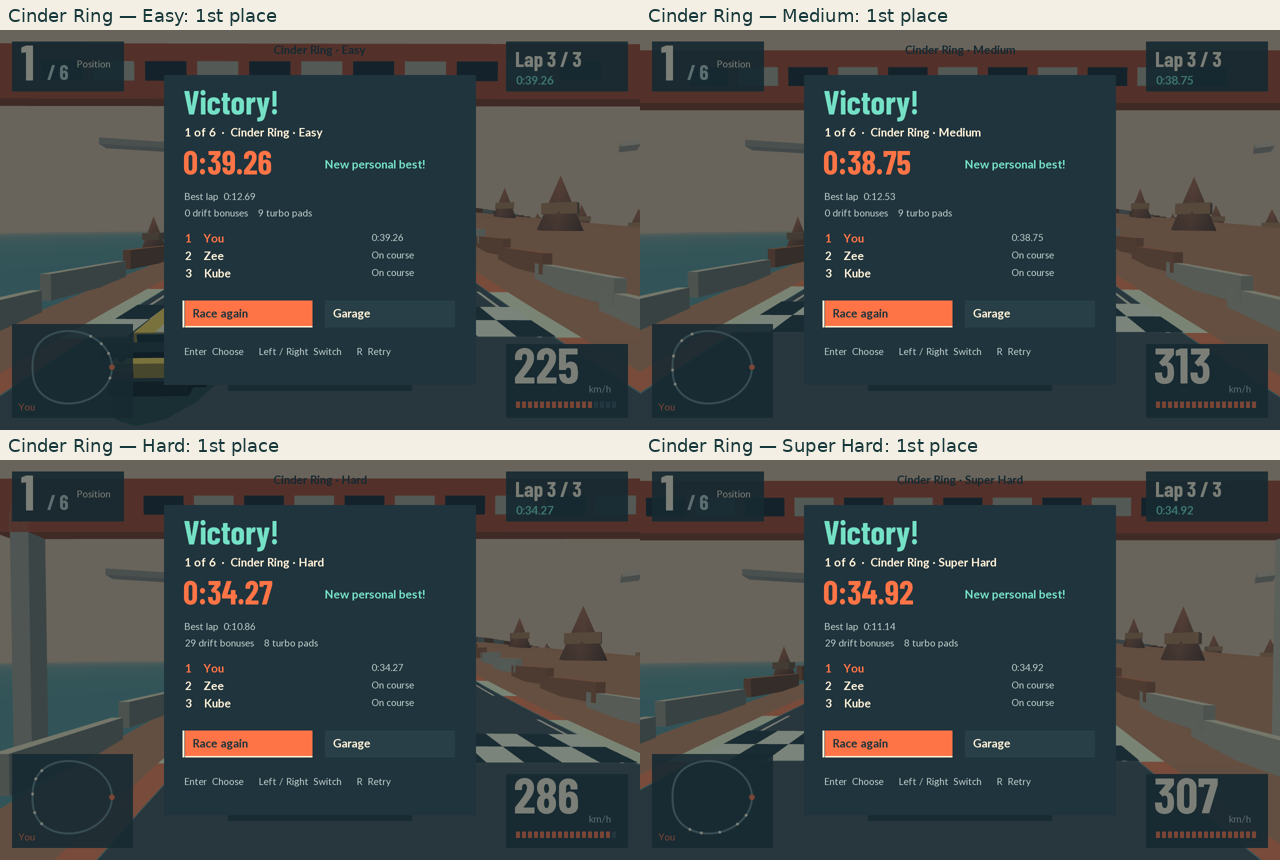 Cinder Ring — Easy: 1st place
Cinder Ring · Easy
1 / 6 Position
Lap 3 / 3
0:39.26
Victory!
1 of 6 · Cinder Ring · Easy
0:39.26 New personal best!
Best lap 0:12.69
0 drift bonuses 9 turbo pads
1 You 0:39.26
2 Zee On course
3 Kube On course
Race again Garage
Enter Choose Left / Right Switch R Retry
You
225 km/h
Cinder Ring — Medium: 1st place
Cinder Ring · Medium
1 / 6 Position
Lap 3 / 3
0:38.75
Victory!
1 of 6 · Cinder Ring · Medium
0:38.75 New personal best!
Best lap 0:12.53
0 drift bonuses 9 turbo pads
1 You 0:38.75
2 Zee On course
3 Kube On course
Race again Garage
Enter Choose Left / Right Switch R Retry
You
313 km/h
Cinder Ring — Hard: 1st place
Cinder Ring · Hard
1 / 6 Position
Lap 3 / 3
0:34.27
Victory!
1 of 6 · Cinder Ring · Hard
0:34.27 New personal best!
Best lap 0:10.86
29 drift bonuses 8 turbo pads
1 You 0:34.27
2 Zee On course
3 Kube On course
Race again Garage
Enter Choose Left / Right Switch R Retry
You
286 km/h
Cinder Ring — Super Hard: 1st place
Cinder Ring · Super Hard
1 / 6 Position
Lap 3 / 3
0:34.92
Victory!
1 of 6 · Cinder Ring · Super Hard
0:34.92 New personal best!
Best lap 0:11.14
29 drift bonuses 8 turbo pads
1 You 0:34.92
2 Zee On course
3 Kube On course
Race again Garage
Enter Choose Left / Right Switch R Retry
You
307 km/h